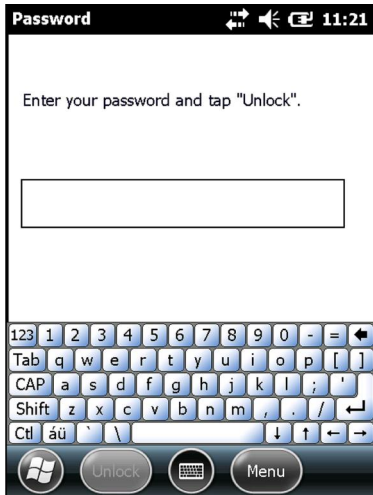 Password 11:21
Enter your password and tap "Unlock".
123 1 2 3 4 5 6 7 8 9 0 - =
Tab q w e r t y u i o p [ ]
CAP a s d f g h j k l ; '
Shift z x c v b n m , . /
Ctl áü ` \
Unlock Menu